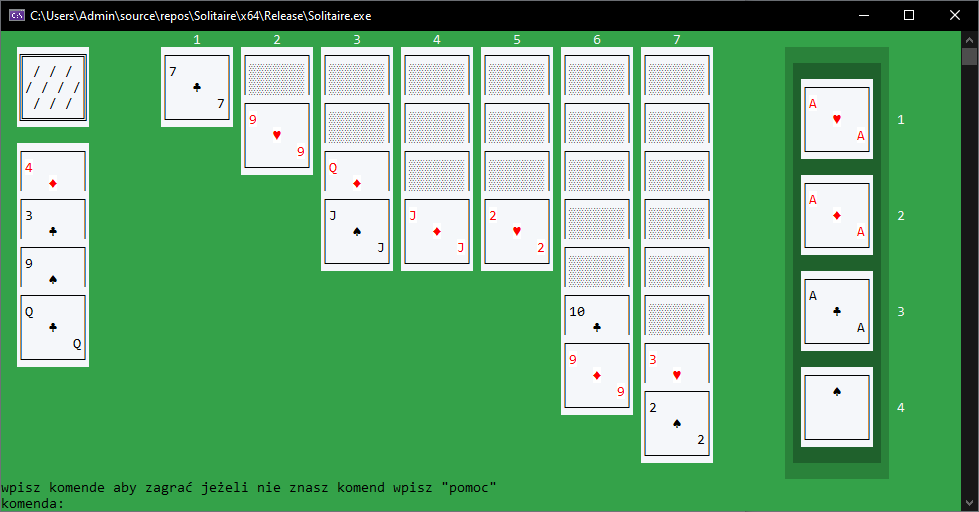 C:\Users\Admin\source\repos\Solitaire\x64\Release\Solitaire.exe
1 2 3 4 5 6 7
/ / /
/ / / /
/ / /
7 ♣ 7
9 ♥ 9
Q ♦
J ♠ J
J ♦ J
2 ♥ 2
10 ♣
9 ♦ 9
3 ♥
2 ♠ 2
4 ♦
3 ♣
9 ♠
Q ♣ Q
A ♥ A
1
A ♦ A
2
A ♣ A
3
♠
4
wpisz komende aby zagrać jeżeli nie znasz komend wpisz "pomoc"
komenda: